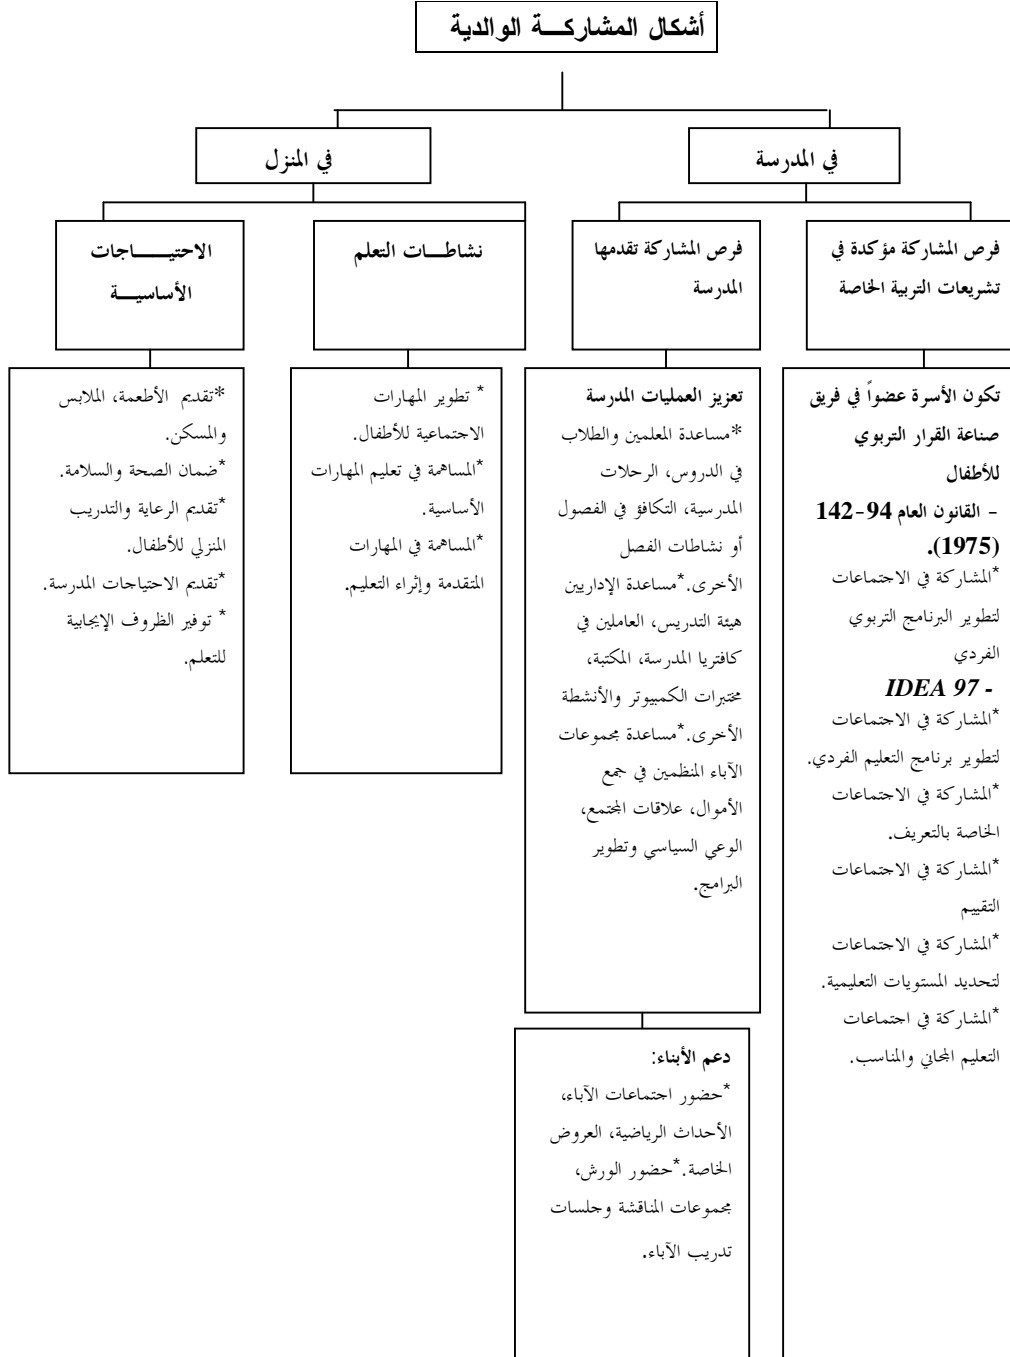 أشكال المشاركـــة الوالدية
في المدرسة
في المنزل
فرص المشاركة مؤكدة في
تشريعات التربية الخاصة
فرص المشاركة تقدمها
المدرسة
نشاطـــات التعلم
الاحتيــــــاجات
الأساسيـــة
تكون الأسرة عضواً في فريق
صناعة القرار التربوي
للأطفال
- القانون العام 94-142
(1975).
*المشاركة في الاجتماعات
لتطوير البرنامج التربوي
الفردي
IDEA 97 -
*المشاركة في الاجتماعات
لتطوير برنامج التعليم الفردي.
*المشاركة في الاجتماعات
الخاصة بالتعريف.
*المشاركة في الاجتماعات
التقييم
*المشاركة في الاجتماعات
لتحديد المستويات التعليمية.
*المشاركة في اجتماعات
التعليم المجاني والمناسب.
تعزيز العمليات المدرسة
*مساعدة المعلمين والطلاب
في الدروس، الرحلات
المدرسية، التكافؤ في الفصول
أو نشاطات الفصل
الأخرى.*مساعدة الإداريين
هيئة التدريس، العاملين في
كافتريا المدرسة، المكتبة،
مختبرات الكمبيوتر والأنشطة
الأخرى.*مساعدة مجموعات
الآباء المنظمين في جمع
الأموال، علاقات المجتمع،
الوعي السياسي وتطوير
البرامج.
دعم الأبناء:
*حضور اجتماعات الآباء،
الأحداث الرياضية، العروض
الخاصة.*حضور الورش،
مجموعات المناقشة وجلسات
تدريب الآباء.
* تطوير المهارات
الاجتماعية للأطفال.
*المساهمة في تعليم المهارات
الأساسية.
*المساهمة في المهارات
المتقدمة وإثراء التعليم.
*تقديم الأطعمة، الملابس
والمسكن.
*ضمان الصحة والسلامة.
*تقديم الرعاية والتدريب
المنزلي للأطفال.
*تقديم الاحتياجات المدرسة.
* توفير الظروف الإيجابية
للتعلم.